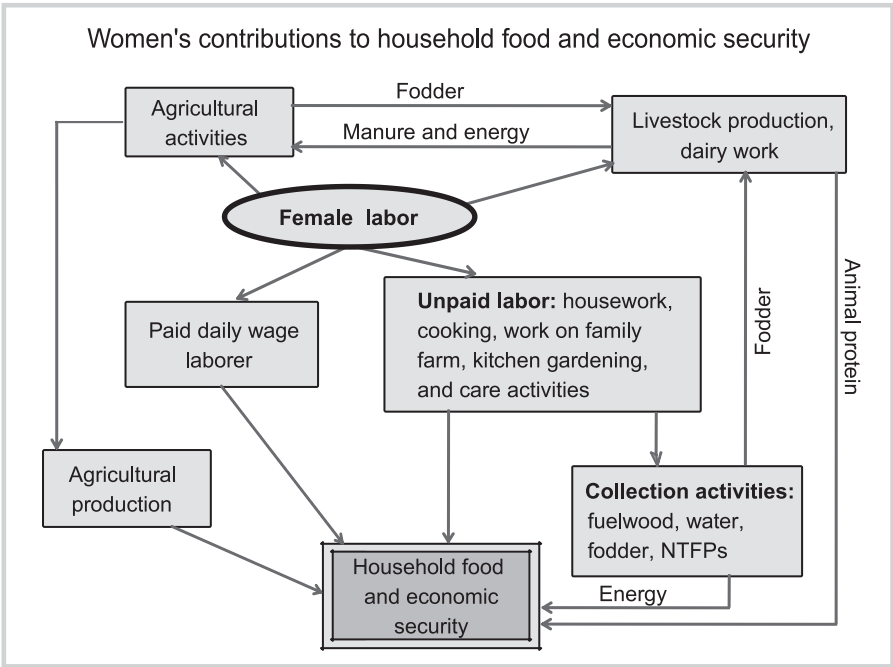 Women's contributions to household food and economic security
Agricultural
activities
Fodder
Manure and energy
Livestock production,
dairy work
Female labor
Paid daily wage
laborer
Unpaid labor: housework,
cooking, work on family
farm, kitchen gardening,
and care activities
Fodder
Animal protein
Agricultural
production
Collection activities:
fuelwood, water,
fodder, NTFPs
Household food
and economic
security
Energy